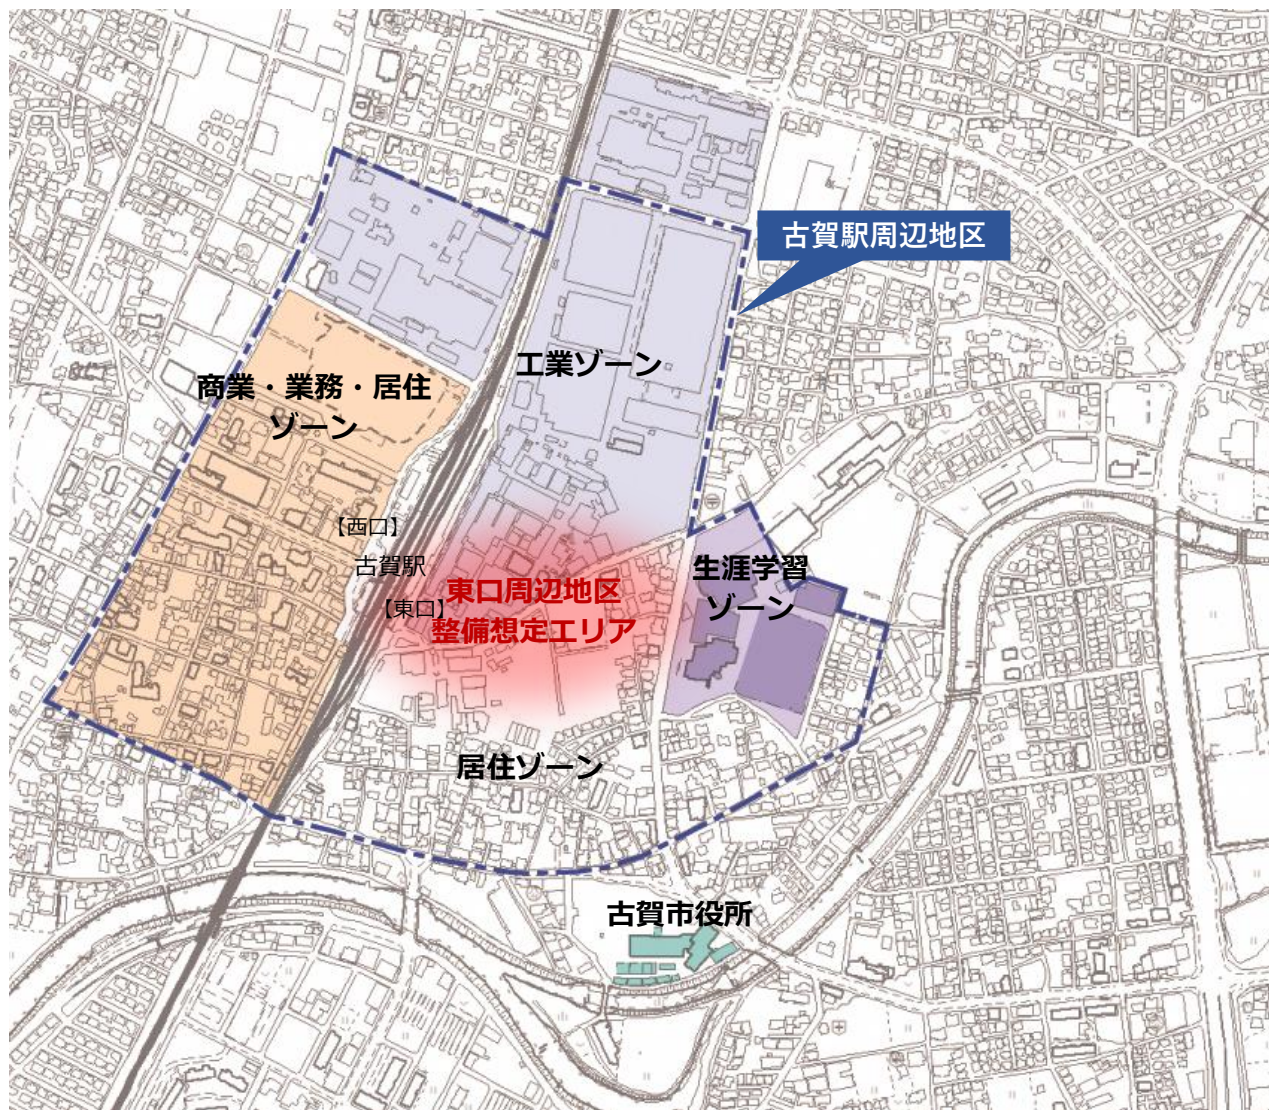 古賀駅周辺地区
工業ゾーン
商業・業務・居住
ゾーン
【西口】
古賀駅
【東口】
東口周辺地区
整備想定エリア
生涯学習
ゾーン
居住ゾーン
古賀市役所